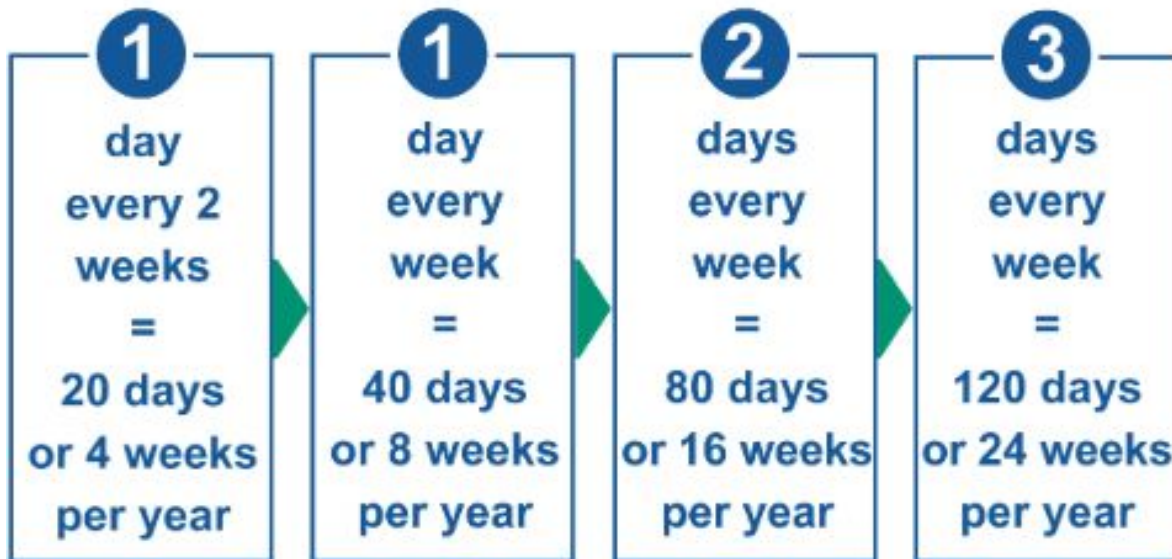 1
day
every 2
weeks
=
20 days
or 4 weeks
per year
1
day
every
week
=
40 days
or 8 weeks
per year
2
days
every
week
=
80 days
or 16 weeks
per year
3
days
every
week
=
120 days
or 24 weeks
per year